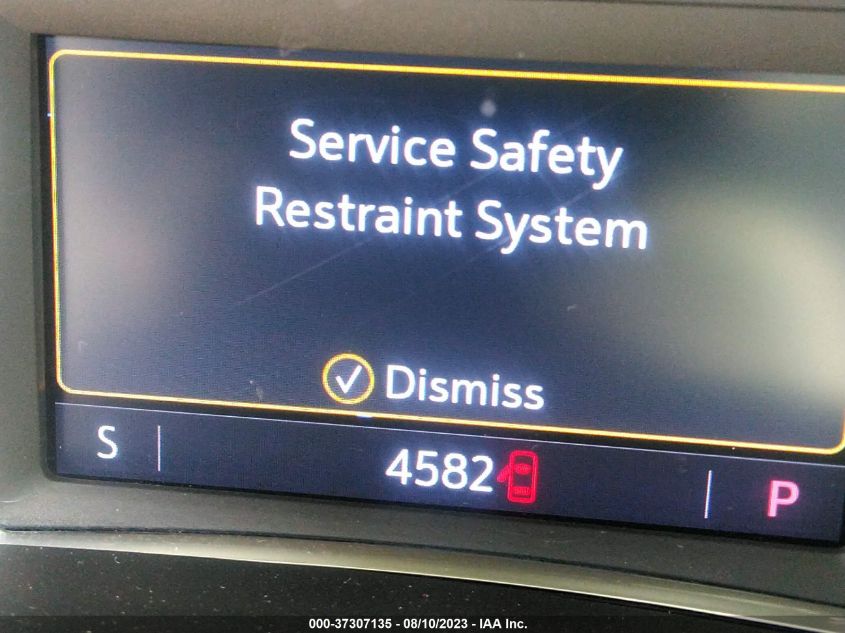 Service Safety
Restraint System
Dismiss
S
4582
P
000-37307135 - 08/10/2023 - IAA Inc.